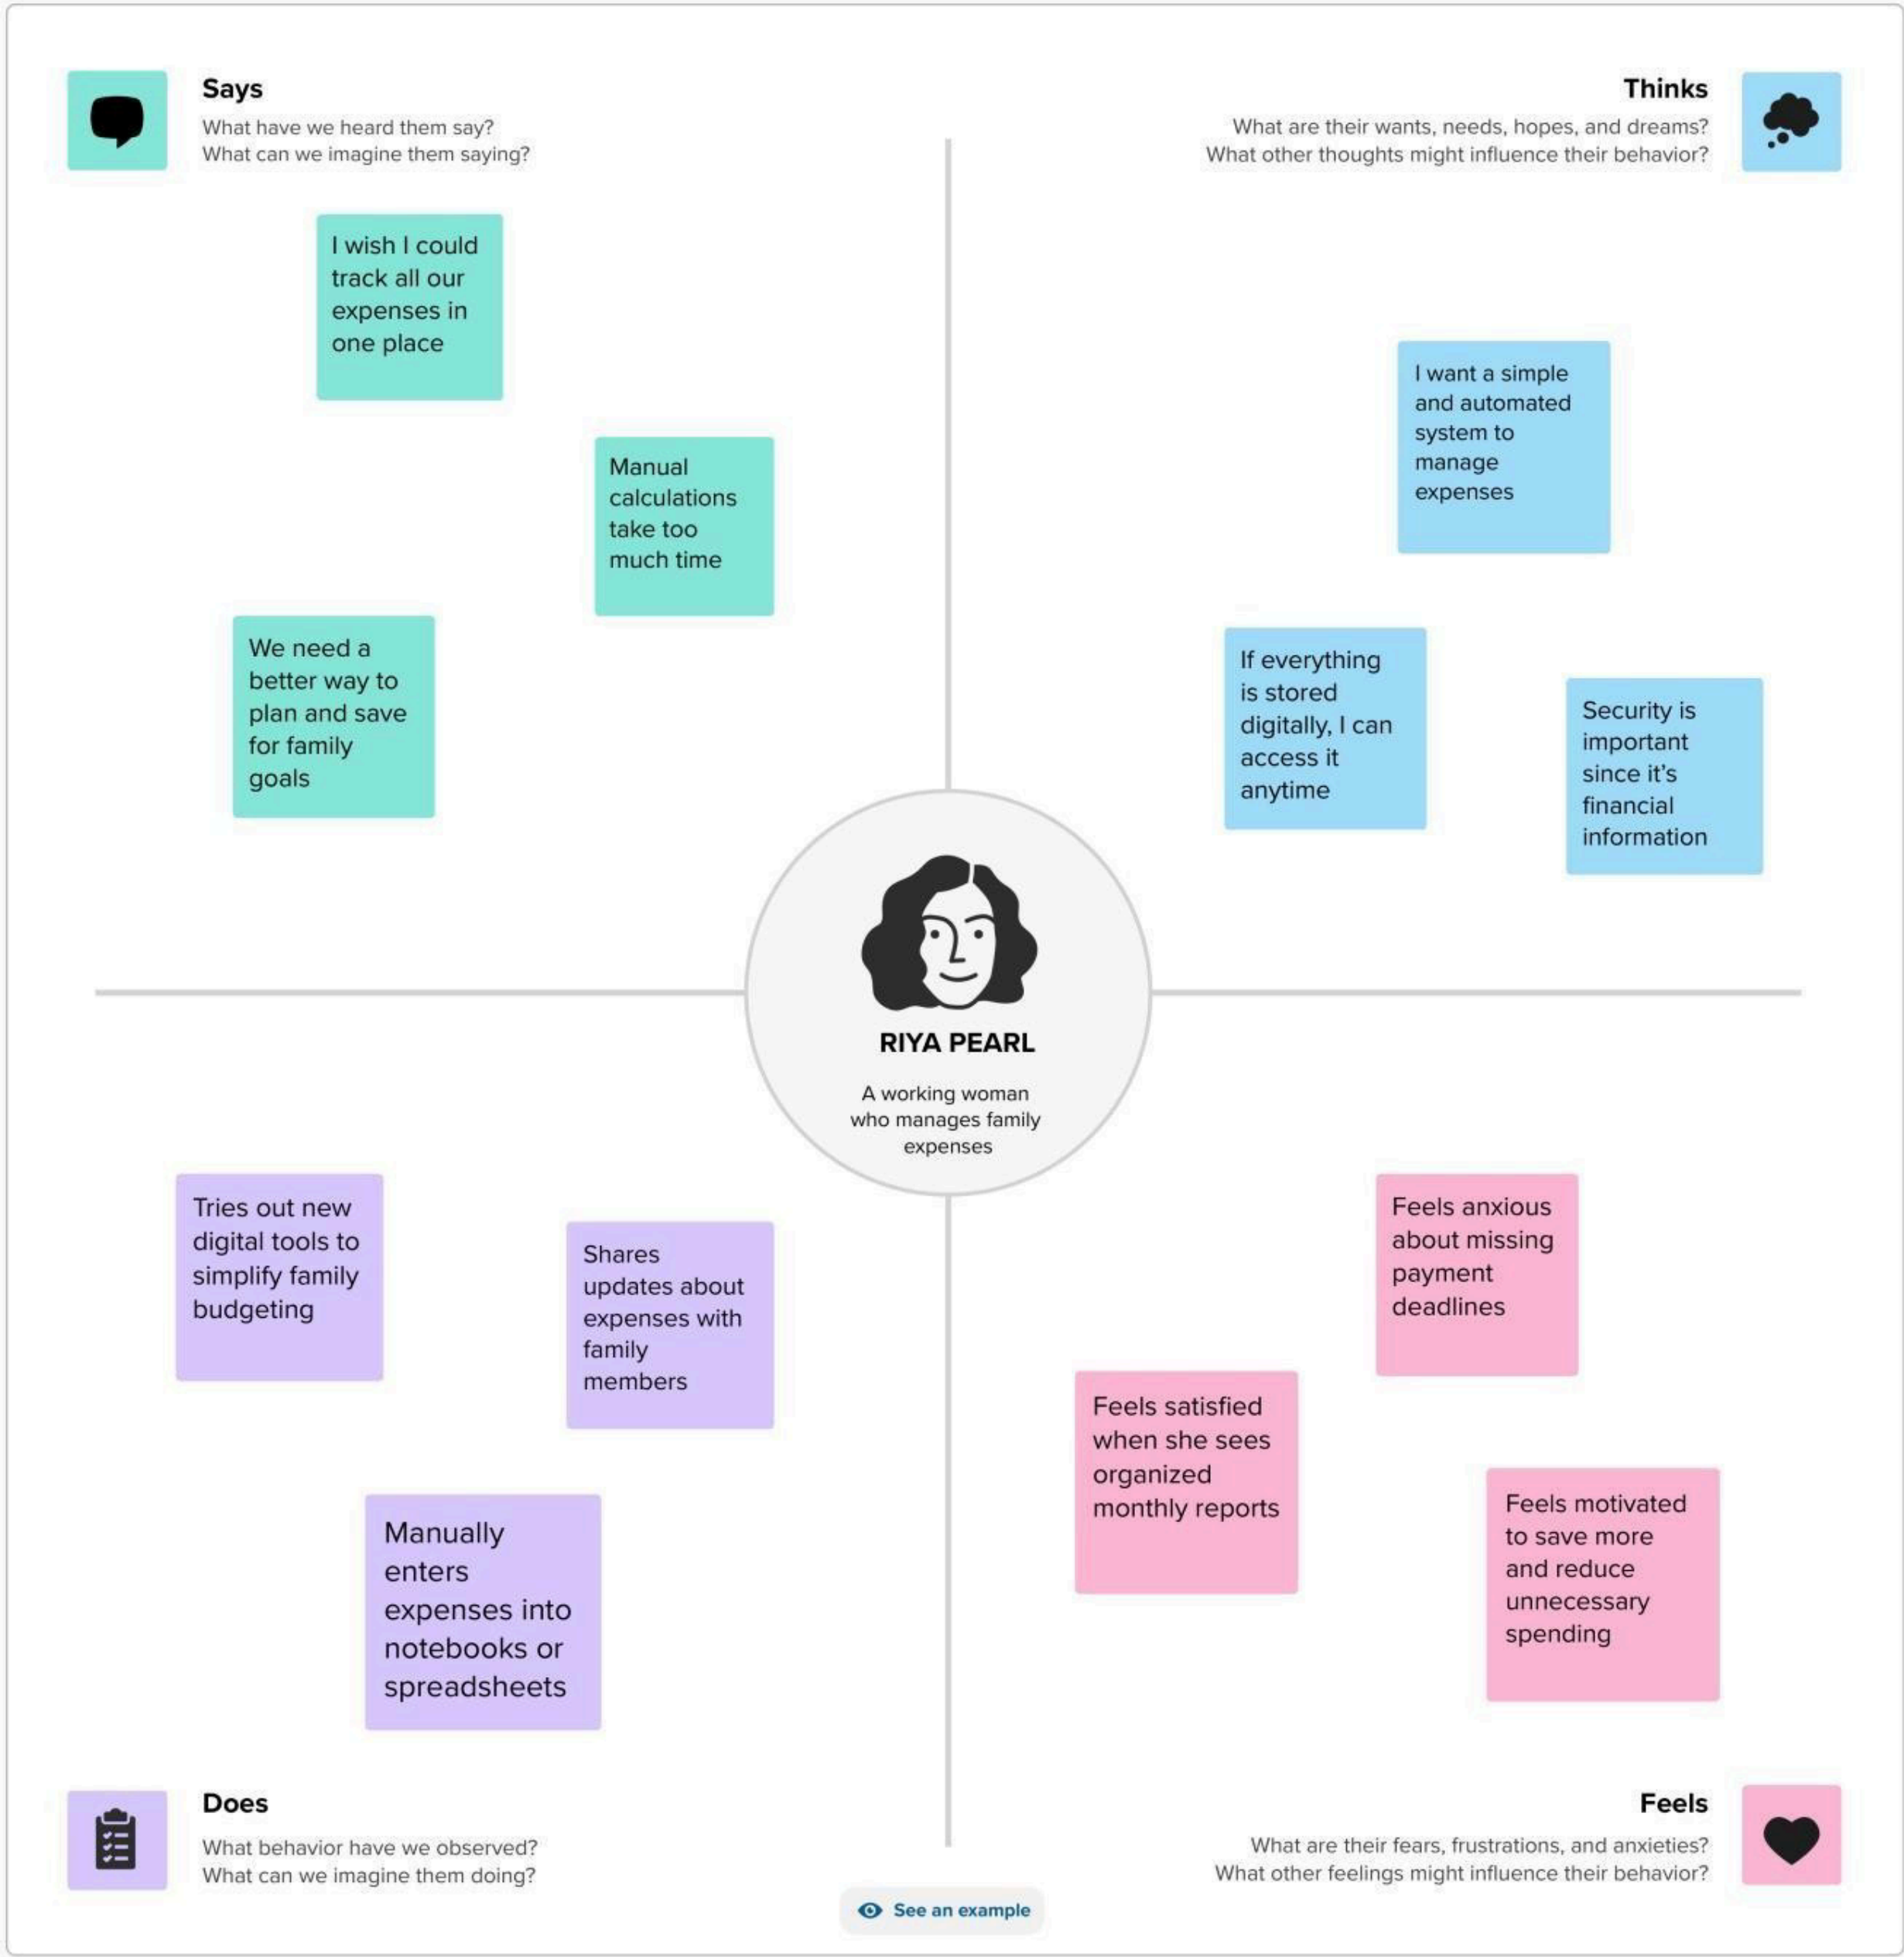 Says
What have we heard them say?
What can we imagine them saying?
I wish I could
track all our
expenses in
one place
Manual
calculations
take too
much time
We need a
better way to
plan and save
for family
goals
Thinks
What are their wants, needs, hopes, and dreams?
What other thoughts might influence their behavior?
I want a simple
and automated
system to
manage
expenses
If everything
is stored
digitally, I can
access it
anytime
Security is
important
since it's
financial
information
RIYA PEARL
A working woman
who manages family
expenses
Tries out new
digital tools to
simplify family
budgeting
Shares
updates about
expenses with
family
members
Manually
enters
expenses into
notebooks or
spreadsheets
Does
What behavior have we observed?
What can we imagine them doing?
Feels anxious
about missing
payment
deadlines
Feels satisfied
when she sees
organized
monthly reports
Feels motivated
to save more
and reduce
unnecessary
spending
Feels
What are their fears, frustrations, and anxieties?
What other feelings might influence their behavior?
See an example